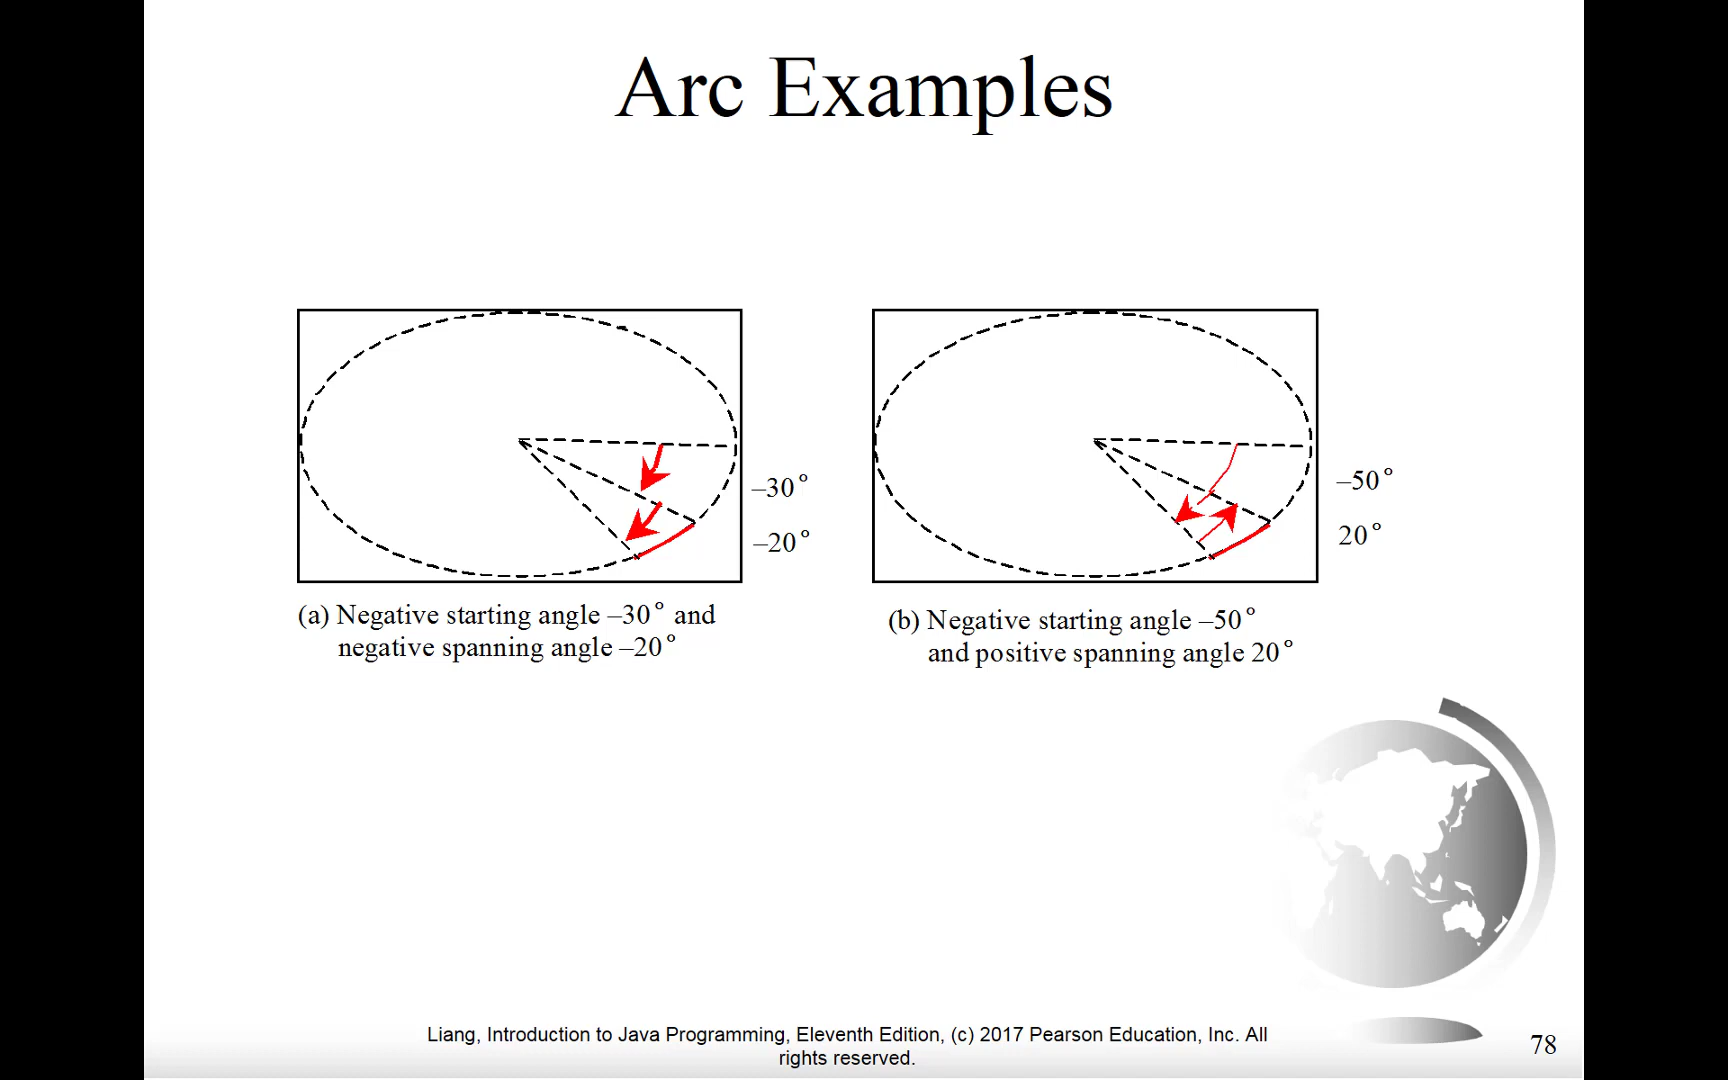 Arc Examples
–30°
–20°
(a) Negative starting angle –30° and
negative spanning angle –20°
–50°
20°
(b) Negative starting angle –50°
and positive spanning angle 20°
Liang, Introduction to Java Programming, Eleventh Edition, (c) 2017 Pearson Education, Inc. All
rights reserved.
78